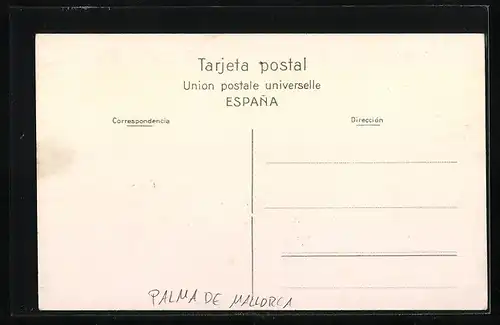 Tarjeta postal
Union postale universelle
ESPAÑA
Correspondencia
Dirección
PALMA DE MALLORCA